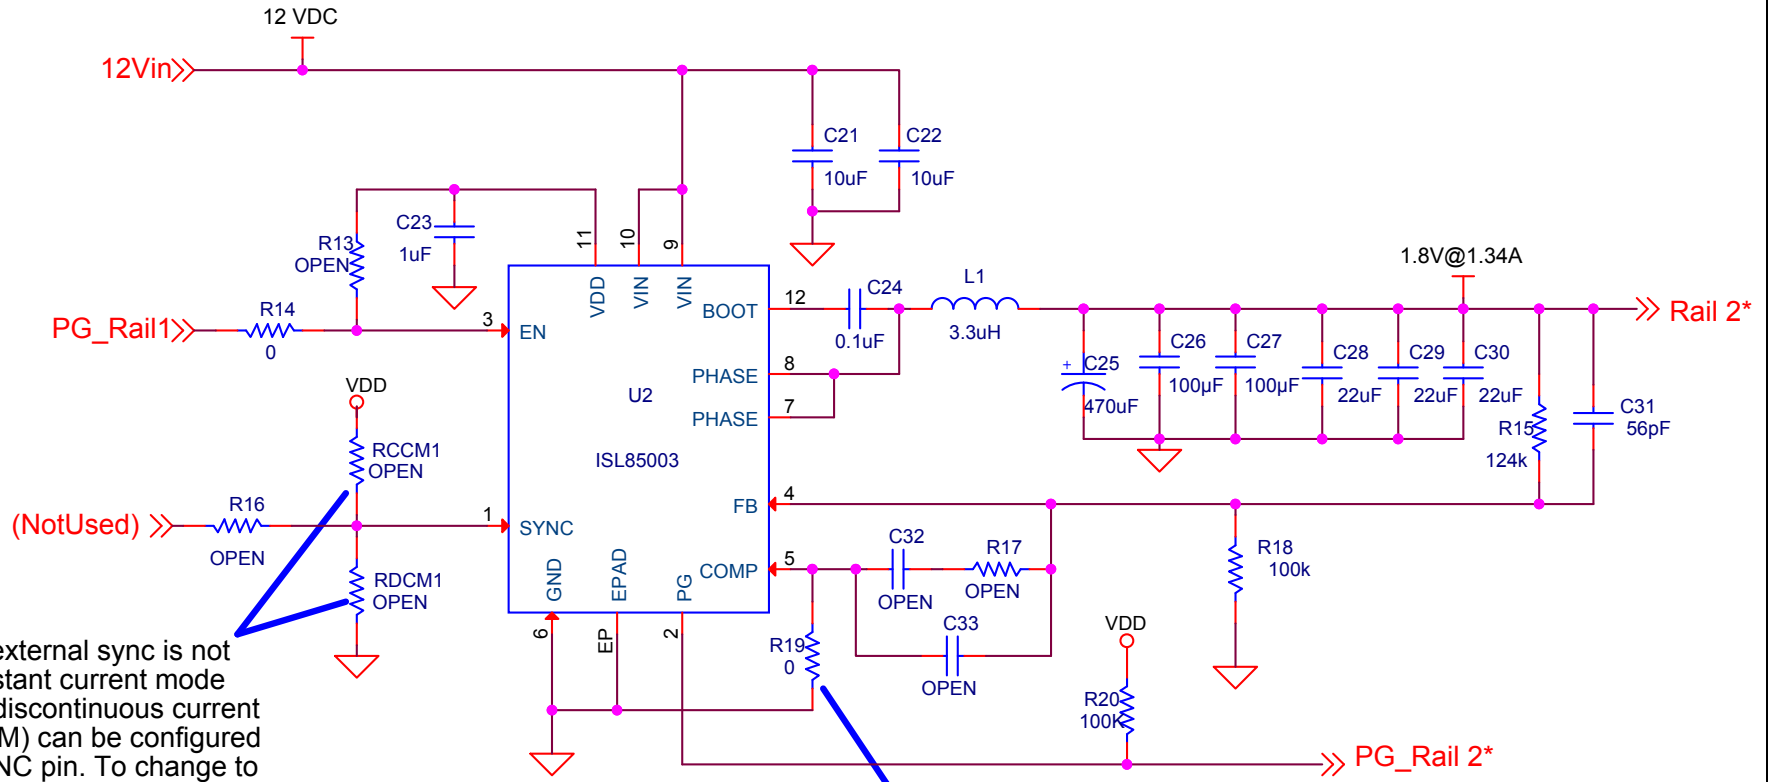 12 VDC
12Vin
C21
10uF
C22
10uF
C23
1uF
R13
OPEN
11
10
9
VDD
VIN
VIN
R14
0
PG_Rail1
3
EN
BOOT
12
C24
0.1uF
L1
3.3uH
1.8V@1.34A
Rail 2*
PHASE
8
PHASE
7
U2
ISL85003
+
C25
470uF
C26
100µF
C27
100µF
C28
22uF
C29
22uF
C30
22uF
R15
124k
C31
56pF
VDD
RCCM1
OPEN
R16
OPEN
(NotUsed)
1
SYNC
RDCM1
OPEN
FB
4
COMP
5
C32
OPEN
R17
OPEN
C33
OPEN
R18
100k
GND
EPAD
PG
6
EP
2
R19
0
VDD
R20
100K
PG_Rail 2*
external sync is not
stant current mode
discontinuous current
M) can be configured
NC pin. To change to